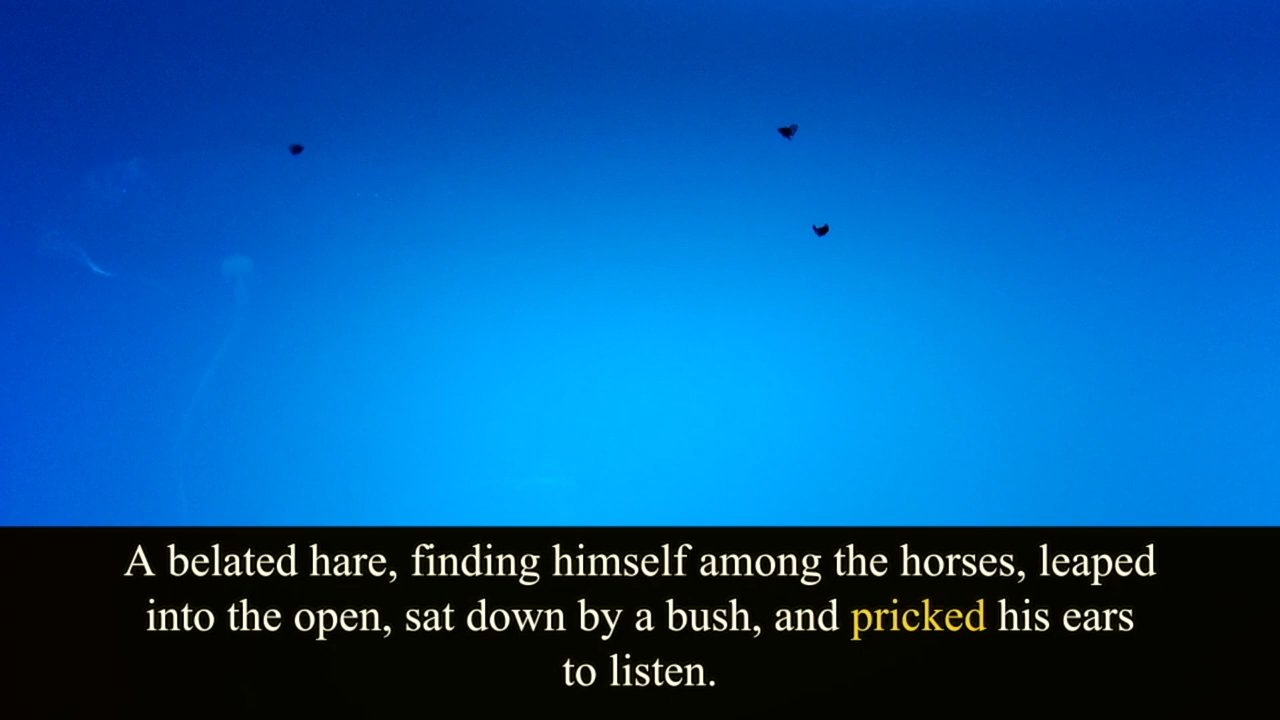 A belated hare, finding himself among the horses, leaped
into the open, sat down by a bush, and pricked his ears
to listen.